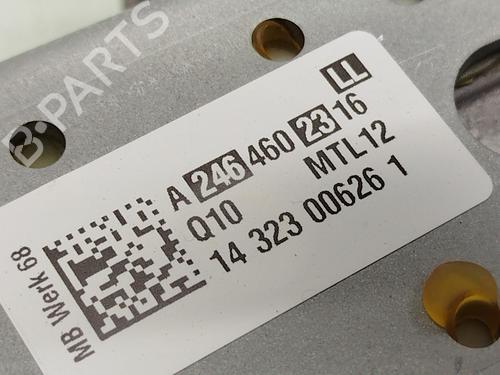 B-PARTS
LL
A 246 460 23 16
Q10 MTL12
14 323 00626 1
MB Werk 68